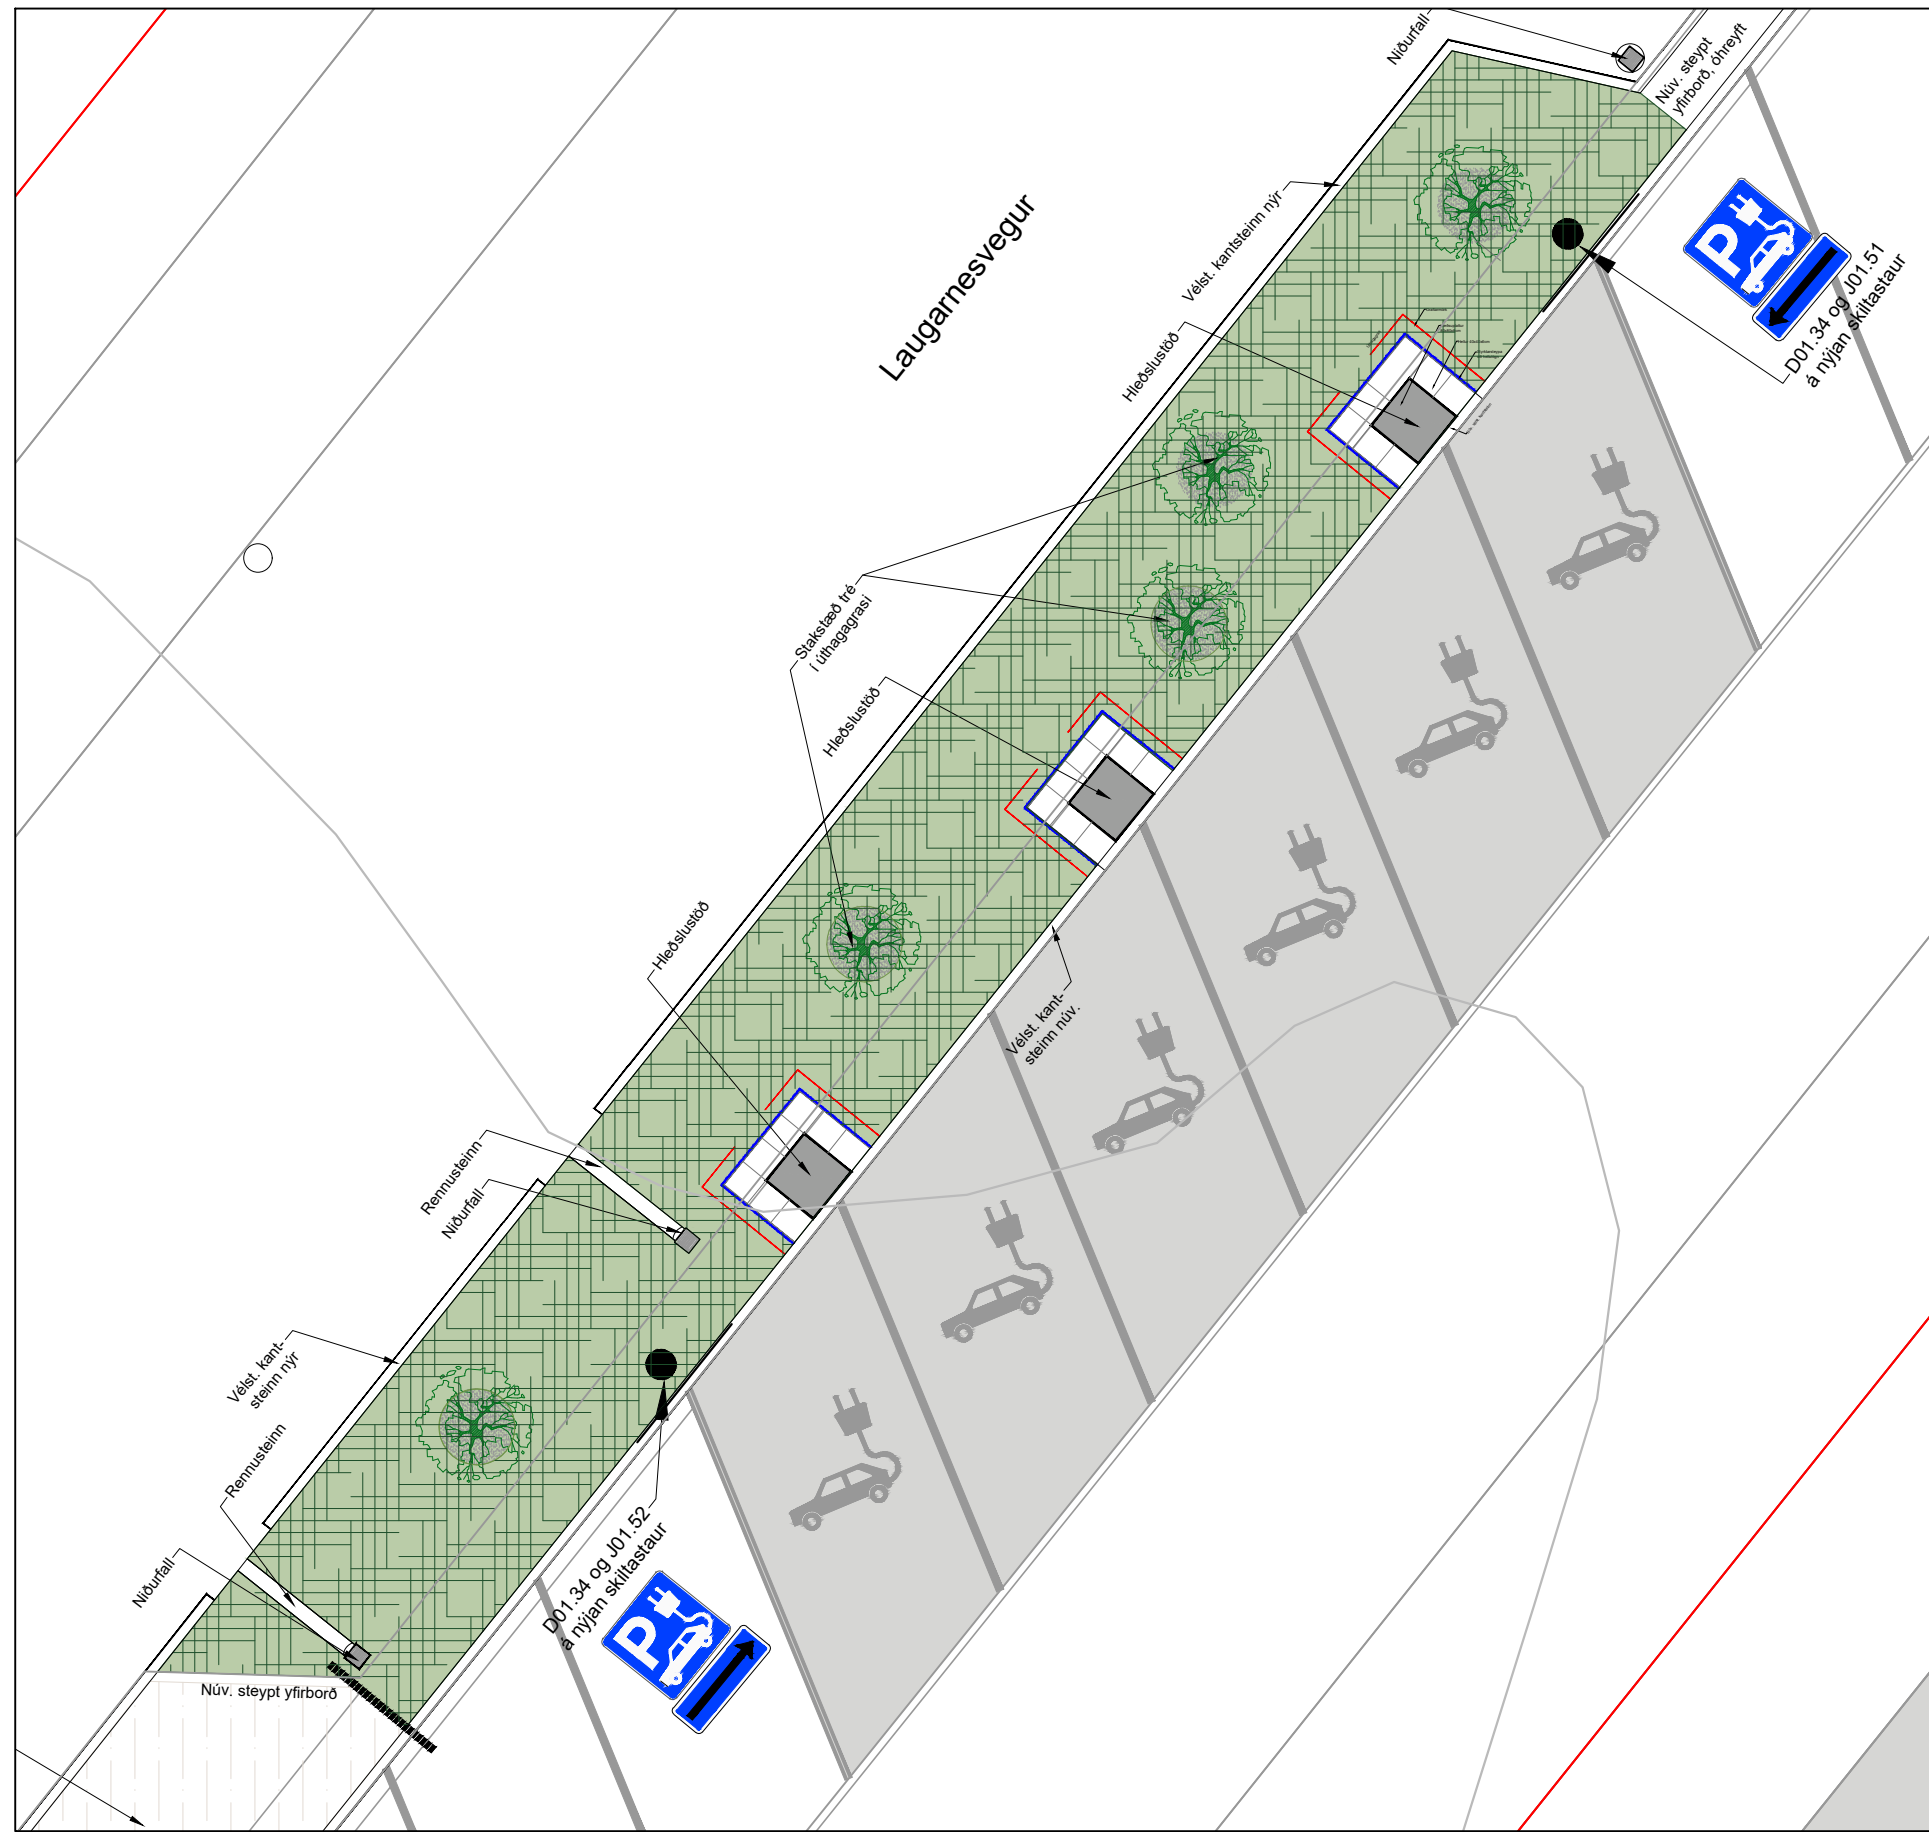 Niðurfall
Núv. steypt
yfirborð, óhreyft
Vélst. kantsteinn nýr
Laugarnesvegur
P
D01.34 og J01.51
á nýjan skiltastaur
Hleðslustöð
Stakstæð tré
í úthagagrasi
Hleðslustöð
Hleðslustöð
Vélst. kant-
steinn núv.
Rennusteinn
Niðurfall
Vélst. kant-
steinn nýr
Rennusteinn
Niðurfall
D01.34 og J01.52
á nýjan skiltastaur
P
Núv. steypt yfirborð